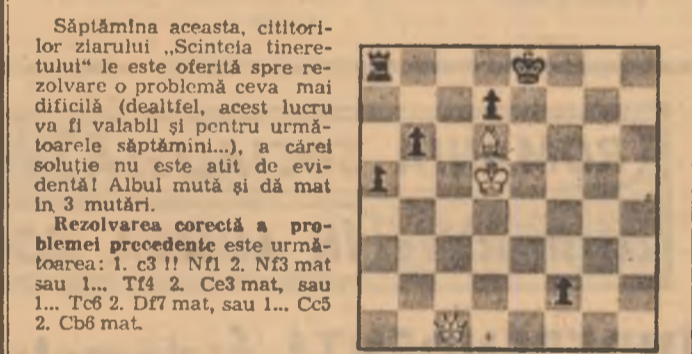 Săptămîna aceasta, cititori-
lor ziarului „Scînteia tinere-
tului“ le este oferită spre re-
zolvare o problemă ceva mai
dificilă (dealtfel, acest lucru
va fi valabil și pentru urmă-
toarele săptămîni...), a cărei
soluție nu este atît de evi-
dentă! Albul mută și dă mat
în 3 mutări.
Rezolvarea corectă a pro-
blemei precedente este urmă-
toarea: 1. c3 !! Nf1 2. Nf3 mat
sau 1... Tf4 2. Ce3 mat, sau
1... Tc6 2. Df7 mat, sau 1... Cc5
2. Cb6 mat.